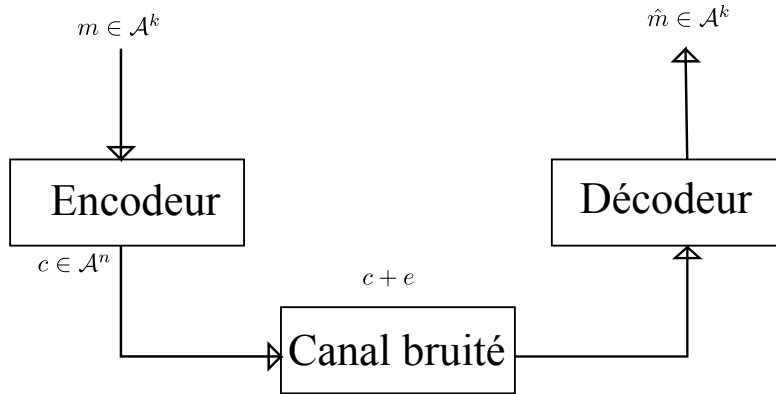 m ∈ 𝒜^k
m̂ ∈ 𝒜^k
Encodeur
Décodeur
c ∈ 𝒜^n
c + e
Canal bruité